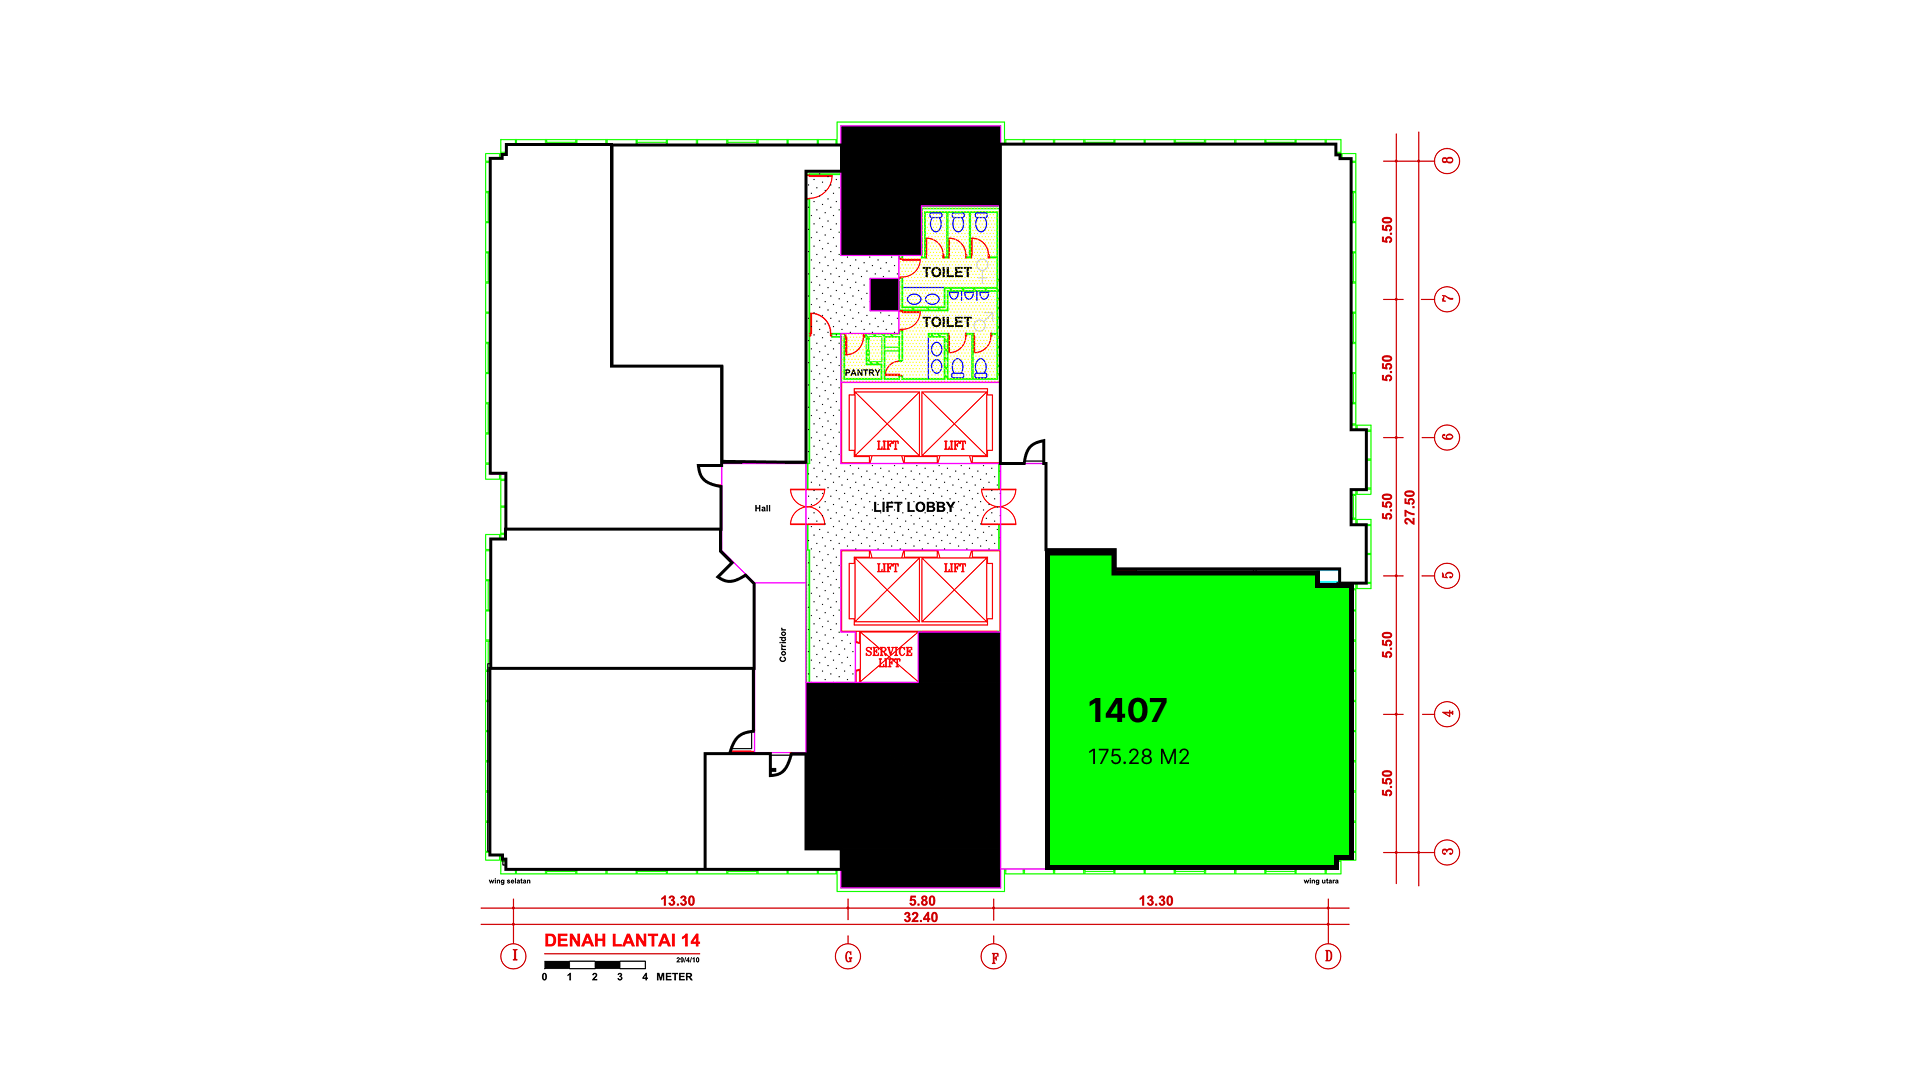 8
5.50
TOILET
7
TOILET
5.50
PANTRY
6
LIFT
LIFT
Hall
LIFT LOBBY
5.50
27.50
LIFT
LIFT
5
Corridor
SERVICE
LIFT
5.50
1407
4
175.28 M2
5.50
3
wing selatan
wing utara
13.30
5.80
13.30
32.40
DENAH LANTAI 14
I
G
F
D
29/4/10
0 1 2 3 4 METER